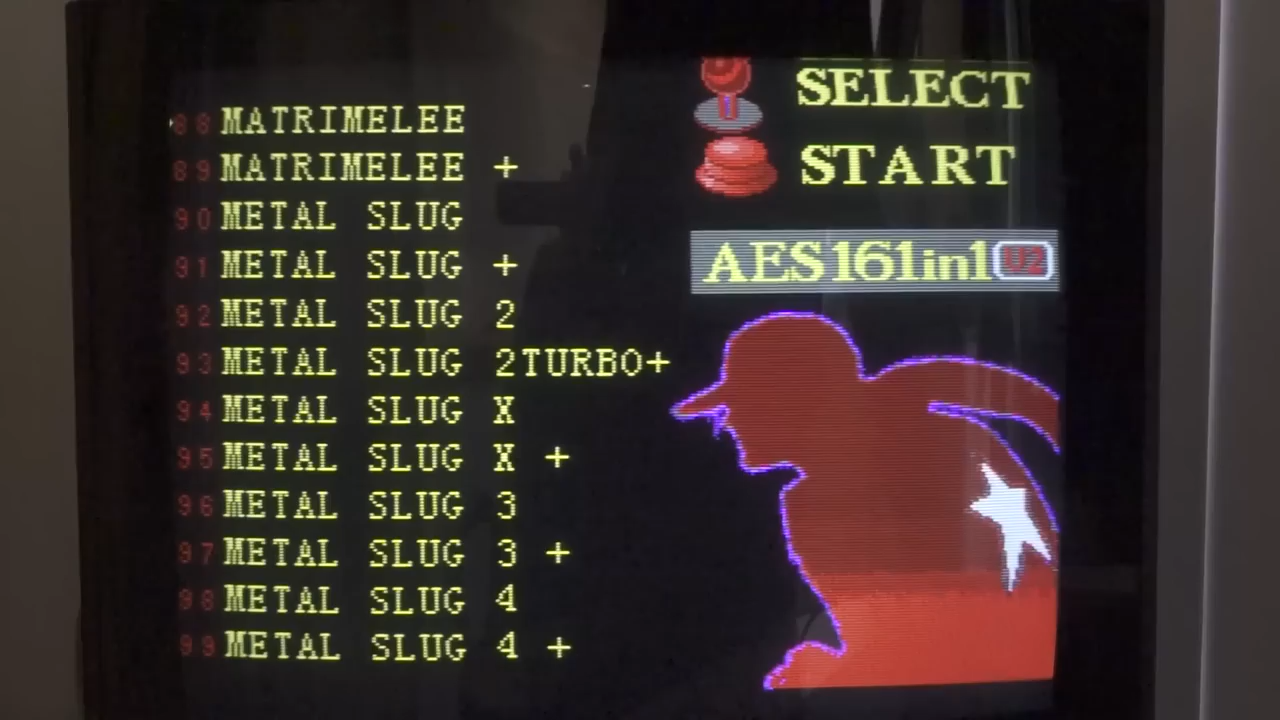 88 MATRIMELEE
89 MATRIMELEE +
90 METAL SLUG
91 METAL SLUG +
92 METAL SLUG 2
93 METAL SLUG 2TURBO+
94 METAL SLUG X
95 METAL SLUG X +
96 METAL SLUG 3
97 METAL SLUG 3 +
98 METAL SLUG 4
99 METAL SLUG 4 +
SELECT
START
AES161in1 U2